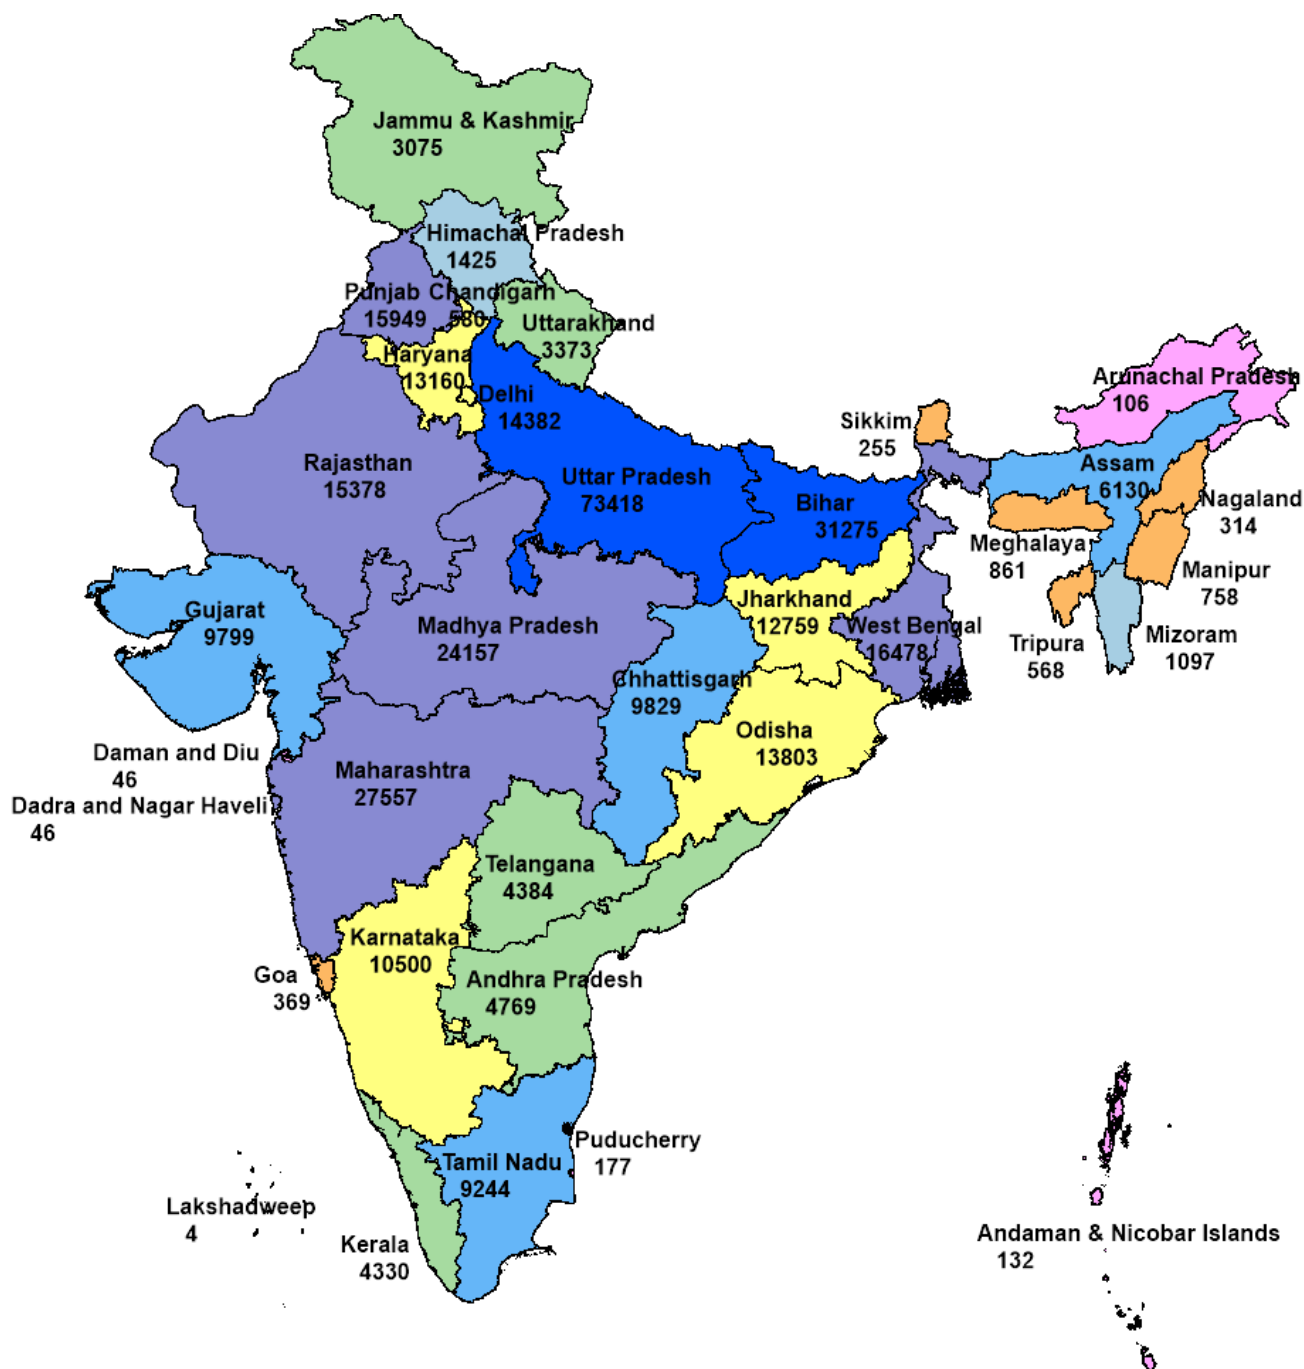 Jammu & Kashmir
3075
Himachal Pradesh
1425
Punjab
15949
Chandigarh
580
Uttarakhand
3373
Haryana
13160
Delhi
14382
Arunachal Pradesh
106
Sikkim
255
Rajasthan
15378
Uttar Pradesh
73418
Bihar
31275
Assam
6130
Nagaland
314
Meghalaya
861
Manipur
758
Gujarat
9799
Madhya Pradesh
24157
Jharkhand
12759
West Bengal
16478
Tripura
568
Mizoram
1097
Chhattisgarh
9829
Odisha
13803
Daman and Diu
46
Dadra and Nagar Haveli
46
Maharashtra
27557
Telangana
4384
Karnataka
10500
Goa
369
Andhra Pradesh
4769
Puducherry
177
Tamil Nadu
9244
Lakshadweep
4
Kerala
4330
Andaman & Nicobar Islands
132